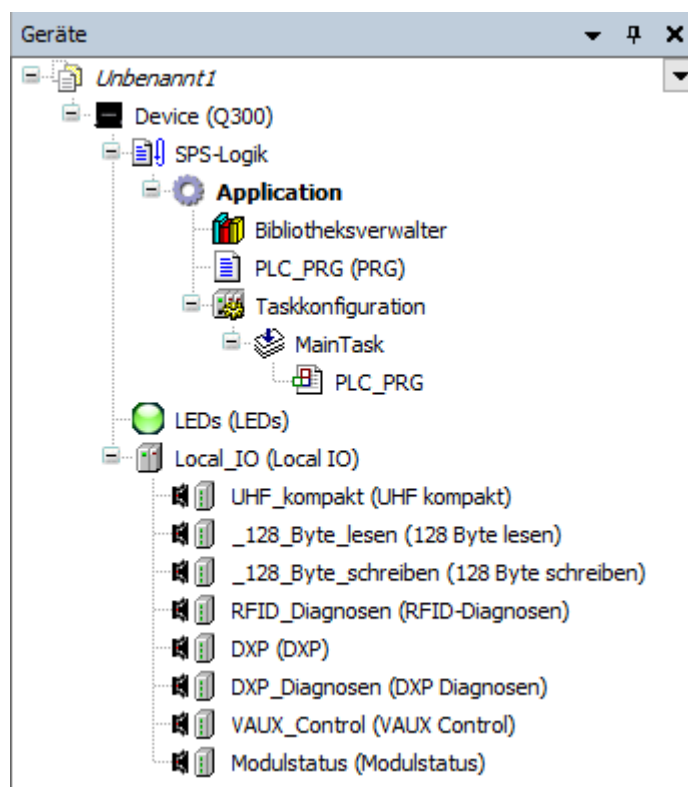 Geräte
Unbenannt1
Device (Q300)
SPS-Logik
Application
Bibliotheksverwalter
PLC_PRG (PRG)
Taskkonfiguration
MainTask
PLC_PRG
LEDs (LEDs)
Local_IO (Local IO)
UHF_kompakt (UHF kompakt)
_128_Byte_lesen (128 Byte lesen)
_128_Byte_schreiben (128 Byte schreiben)
RFID_Diagnosen (RFID-Diagnosen)
DXP (DXP)
DXP_Diagnosen (DXP Diagnosen)
VAUX_Control (VAUX Control)
Modulstatus (Modulstatus)